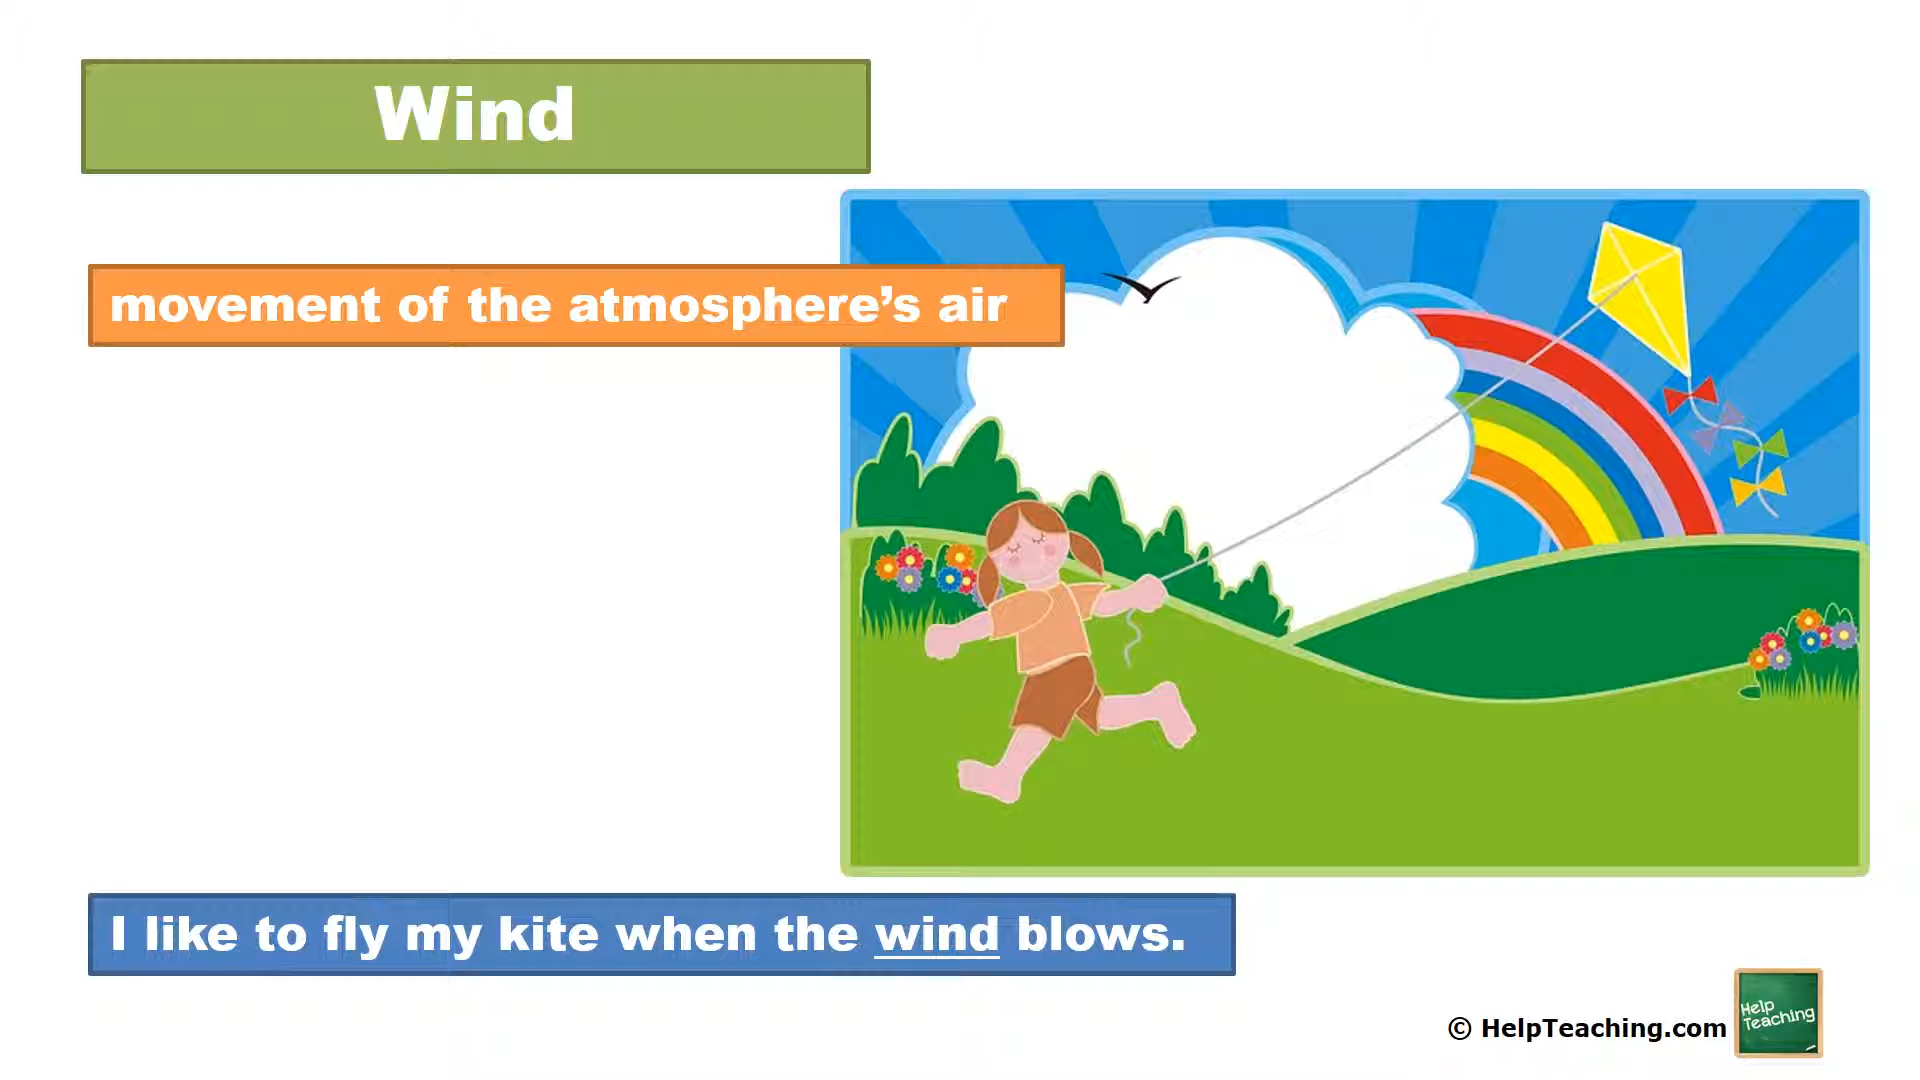 Wind
movement of the atmosphere’s air
I like to fly my kite when the wind blows.
© HelpTeaching.com
Help
Teaching